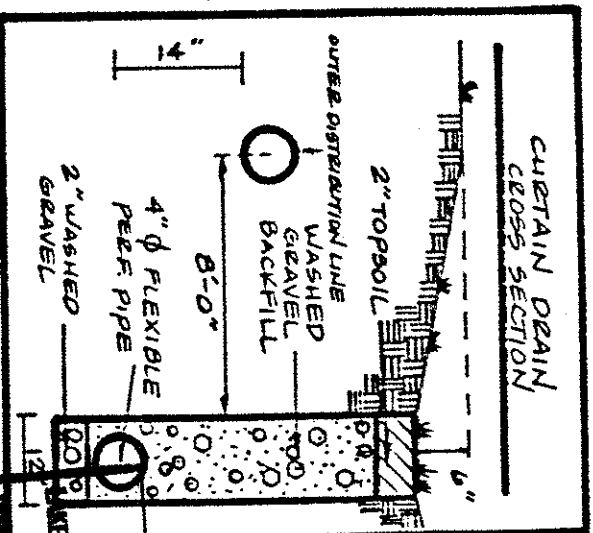 CURTAIN DRAIN
CROSS SECTION
6"
2" TOPSOIL
WASHED
GRAVEL
BACKFILL
OUTER DISTRIBUTION LINE
14"
8'-0"
4" ϕ FLEXIBLE
PERF PIPE
2" WASHED
GRAVEL
12"